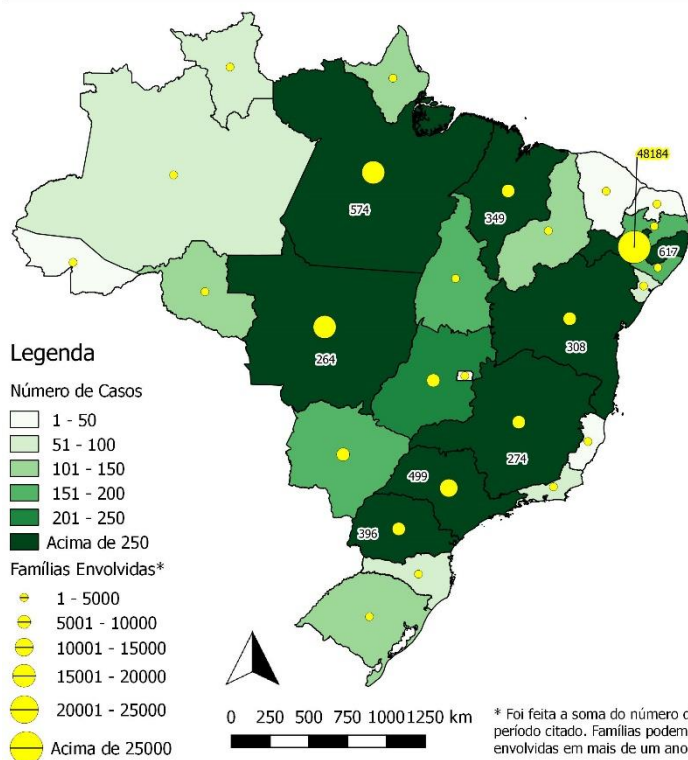 48184
574
349
617
264
308
274
499
396
Legenda
Número de Casos
1 - 50
51 - 100
101 - 150
151 - 200
201 - 250
Acima de 250
Famílias Envolvidas*
1 - 5000
5001 - 10000
10001 - 15000
15001 - 20000
20001 - 25000
Acima de 25000
0 250 500 750 1000 1250 km
* Foi feita a soma do número
período citado. Famílias podem
envolvidas em mais de um ano